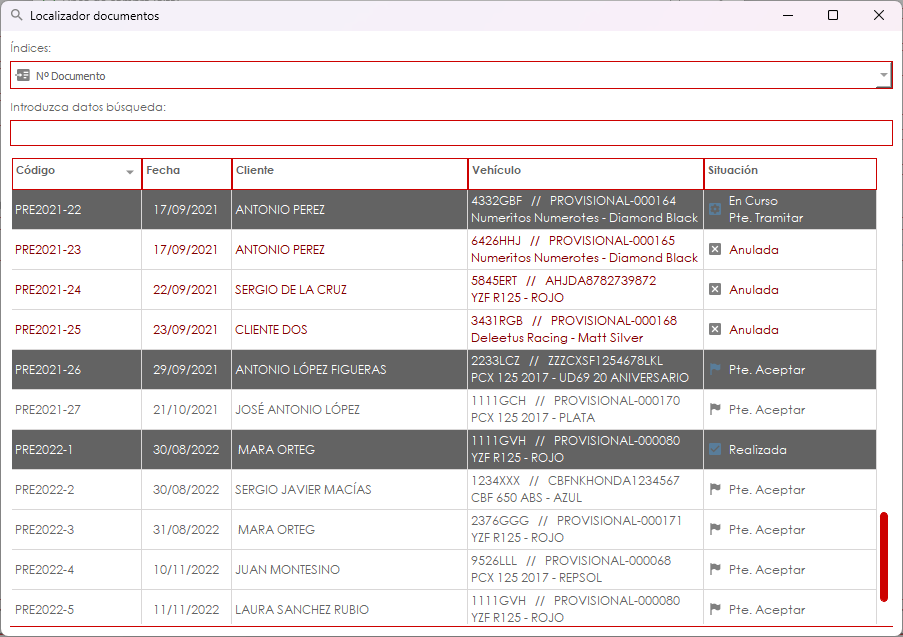 Localizador documentos
Índices:
Nº Documento
Introduzca datos búsqueda:
Código Fecha Cliente Vehículo Situación
PRE2021-22 17/09/2021 ANTONIO PEREZ 4332GBF // PROVISIONAL-000164 En Curso
Numeritos Numerotes - Diamond Black Pte. Tramitar
PRE2021-23 17/09/2021 ANTONIO PEREZ 6426HHJ // PROVISIONAL-000165 Anulada
Numeritos Numerotes - Diamond Black
PRE2021-24 22/09/2021 SERGIO DE LA CRUZ 5845ERT // AHJDA8782739872 Anulada
YZF R125 - ROJO
PRE2021-25 23/09/2021 CLIENTE DOS 3431RGB // PROVISIONAL-000168 Anulada
Deleetus Racing - Matt Silver
PRE2021-26 29/09/2021 ANTONIO LÓPEZ FIGUERAS 2233LCZ // ZZZCXSF1254678LKL Pte. Aceptar
PCX 125 2017 - UD69 20 ANIVERSARIO
PRE2021-27 21/10/2021 JOSÉ ANTONIO LÓPEZ 1111GCH // PROVISIONAL-000170 Pte. Aceptar
PCX 125 2017 - PLATA
PRE2022-1 30/08/2022 MARA ORTEG 1111GVH // PROVISIONAL-000080 Realizada
YZF R125 - ROJO
PRE2022-2 30/08/2022 SERGIO JAVIER MACÍAS 1234XXX // CBFNKHONDA1234567 Pte. Aceptar
CBF 650 ABS - AZUL
PRE2022-3 31/08/2022 MARA ORTEG 2376GGG // PROVISIONAL-000171 Pte. Aceptar
YZF R125 - ROJO
PRE2022-4 10/11/2022 JUAN MONTESINO 9526LLL // PROVISIONAL-000068 Pte. Aceptar
PCX 125 2017 - REPSOL
PRE2022-5 11/11/2022 LAURA SANCHEZ RUBIO 1111GVH // PROVISIONAL-000080 Pte. Aceptar
YZF R125 - ROJO